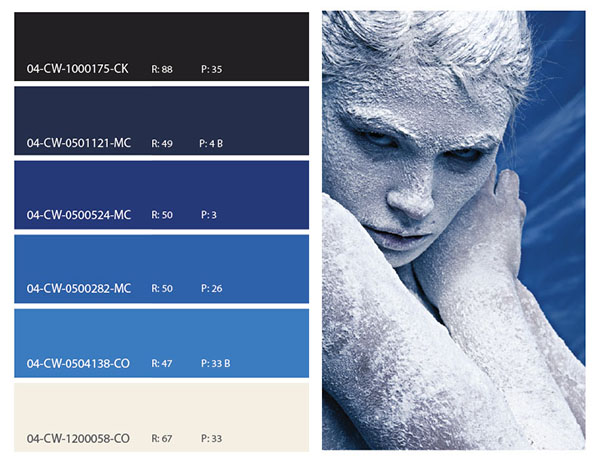 04-CW-1000175-CK R: 88 P: 35
04-CW-0501121-MC R: 49 P: 4 B
04-CW-0500524-MC R: 50 P: 3
04-CW-0500282-MC R: 50 P: 26
04-CW-0504138-CO R: 47 P: 33 B
04-CW-1200058-CO R: 67 P: 33